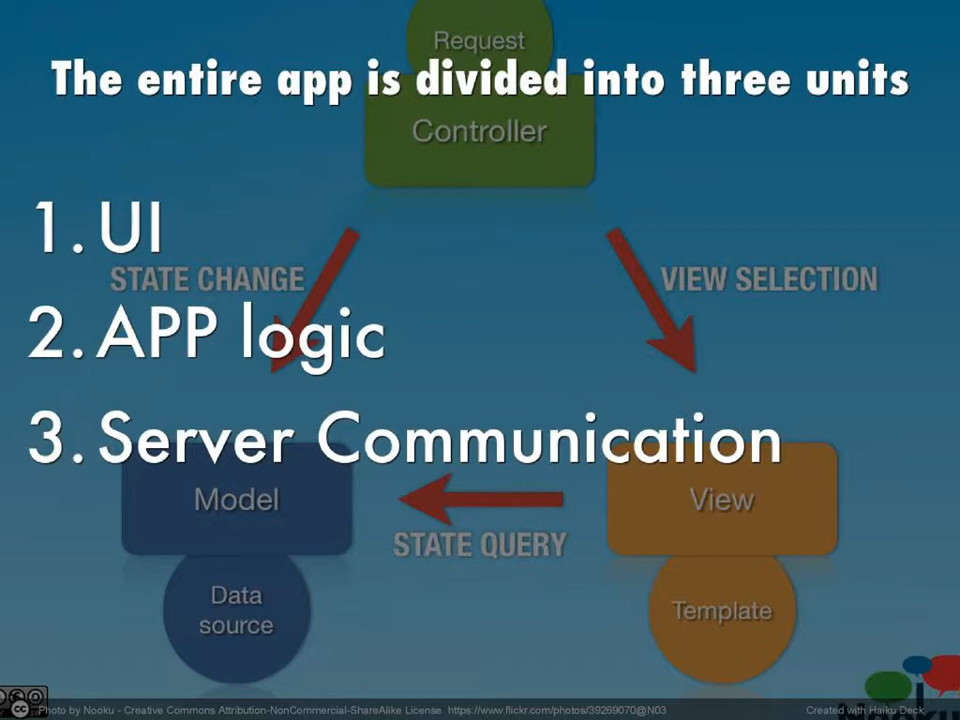 Request
The entire app is divided into three units
Controller
1. UI
STATE CHANGE
VIEW SELECTION
2. APP logic
3. Server Communication
Model
View
STATE QUERY
Data
source
Template
Photo by Nooku - Creative Commons Attribution-NonCommercial-ShareAlike License https://www.flickr.com/photos/39269070@N03
Created with Haiku Deck